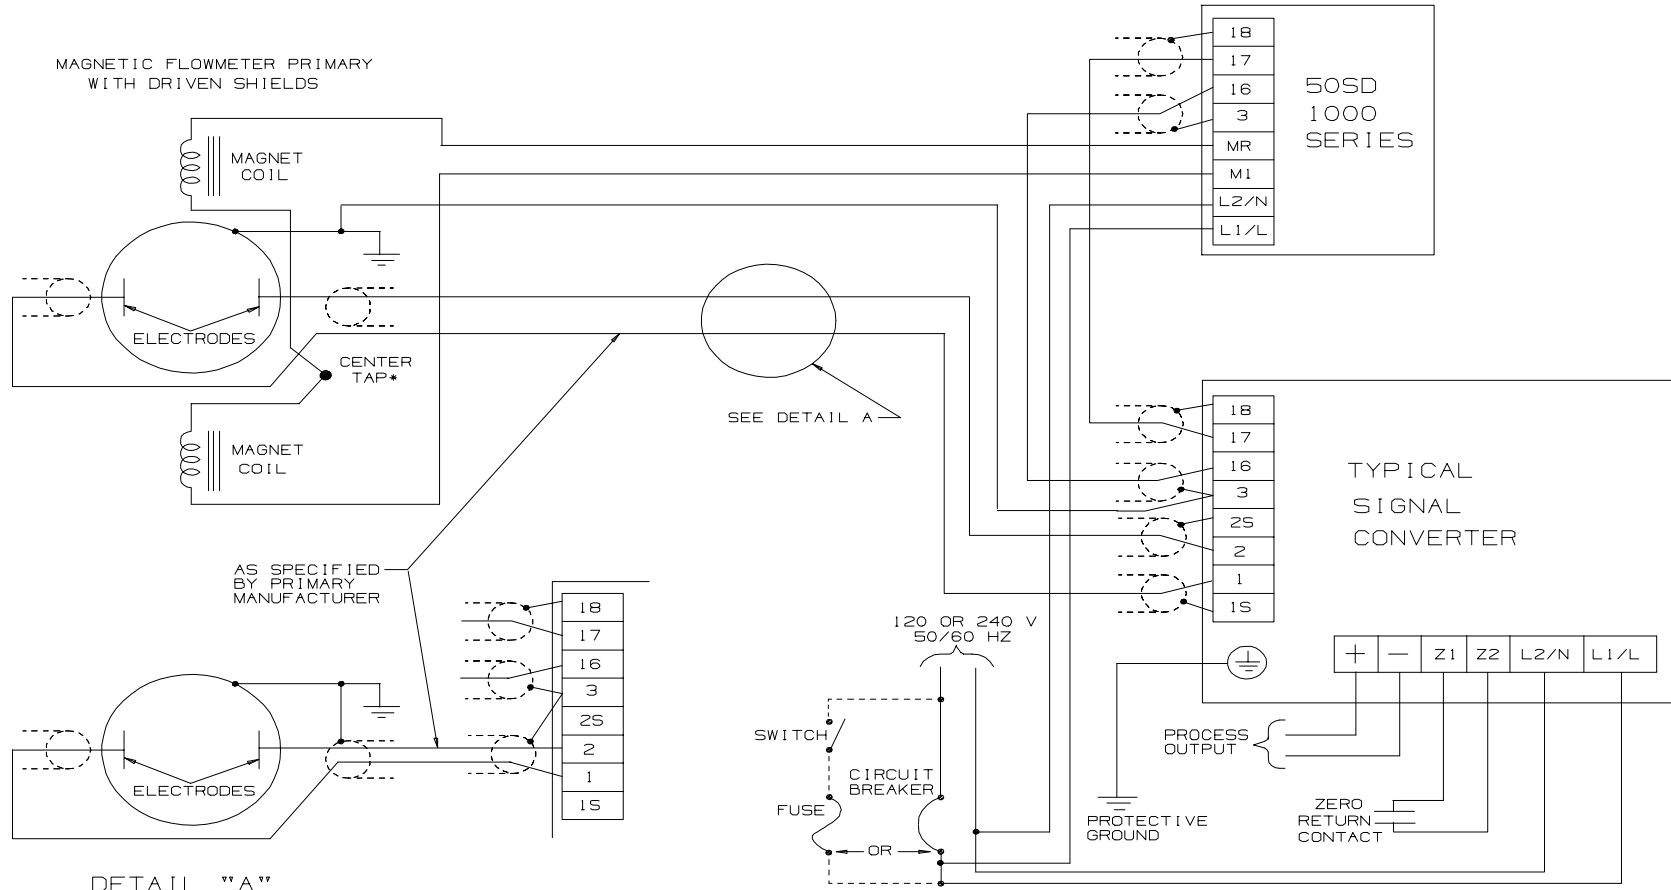 MAGNETIC FLOWMETER PRIMARY
WITH DRIVEN SHIELDS
MAGNET
COIL
ELECTRODES
CENTER
TAP*
MAGNET
COIL
SEE DETAIL A
18
17
16
3
MR
M1
L2/N
L1/L
50SD
1000
SERIES
18
17
16
3
2S
2
1
1S
TYPICAL
SIGNAL
CONVERTER
+
—
Z1
Z2
L2/N
L1/L
AS SPECIFIED
BY PRIMARY
MANUFACTURER
18
17
16
3
2S
2
1
1S
ELECTRODES
DETAIL "A"
120 OR 240 V
50/60 HZ
SWITCH
CIRCUIT
BREAKER
FUSE
OR
PROTECTIVE
GROUND
PROCESS
OUTPUT
ZERO
RETURN
CONTACT